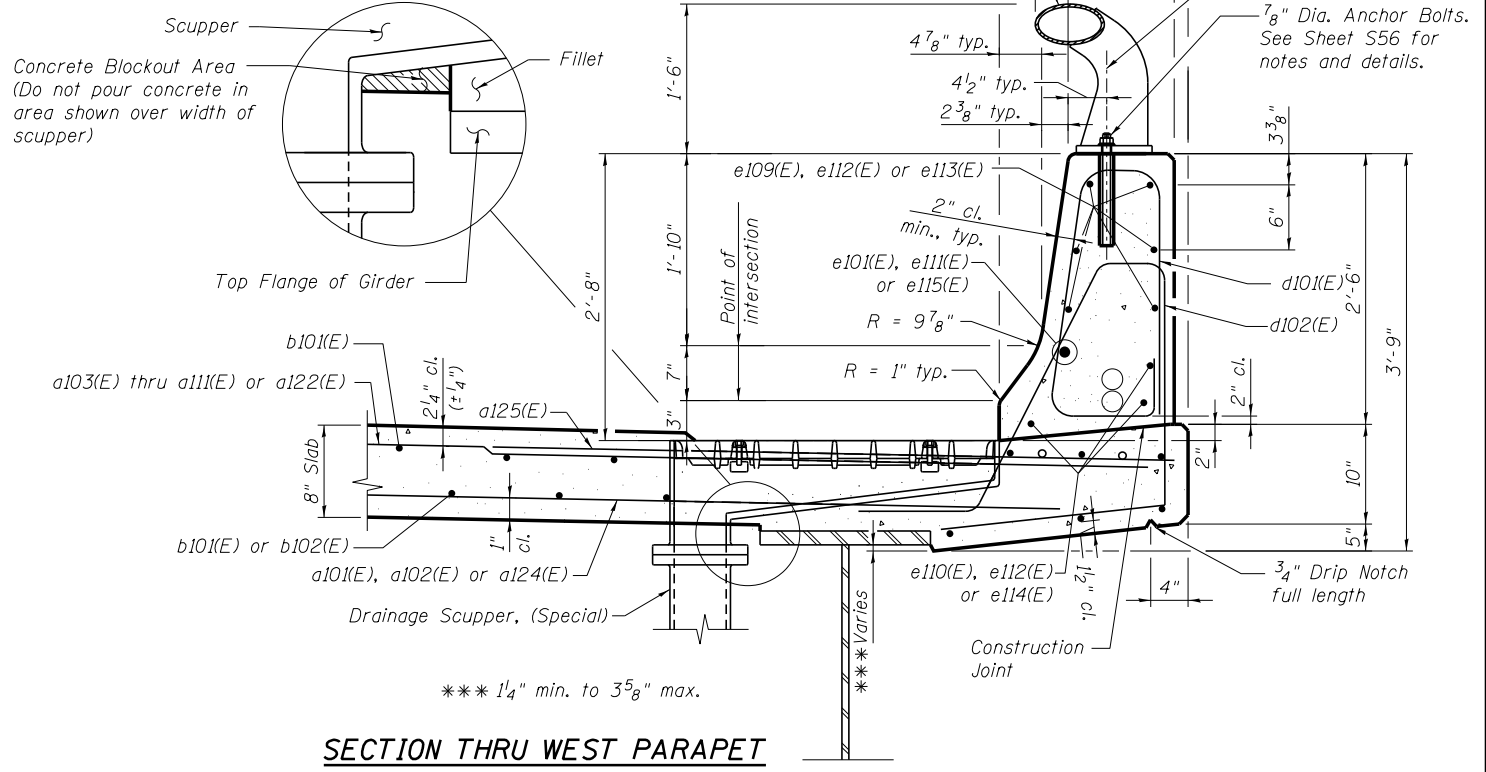 Scupper
Concrete Blockout Area
(Do not pour concrete in
area shown over width of
scupper)
Fillet
Top Flange of Girder
1'-6"
4 7/8" typ.
4 1/2" typ.
2 3/8" typ.
7/8" Dia. Anchor Bolts.
See Sheet S56 for
notes and details.
3 3/8"
6"
e109(E), e112(E) or e113(E)
2" cl.
min., typ.
e101(E), e111(E)
or e115(E)
R = 9 7/8"
R = 1" typ.
1'-10"
Point of
intersection
2'-8"
7"
3"
d101(E)
d102(E)
2'-6"
3'-9"
2" cl.
2"
10"
5"
b101(E)
a103(E) thru a111(E) or a122(E)
2 1/4" cl.
(± 1/4")
a125(E)
8" Slab
b101(E) or b102(E)
1"
cl.
a101(E), a102(E) or a124(E)
Drainage Scupper, (Special)
***Varies
e110(E), e112(E)
or e114(E)
1 1/2" cl.
4"
3/4" Drip Notch
full length
Construction
Joint
*** 1 1/4" min. to 3 5/8" max.
SECTION THRU WEST PARAPET